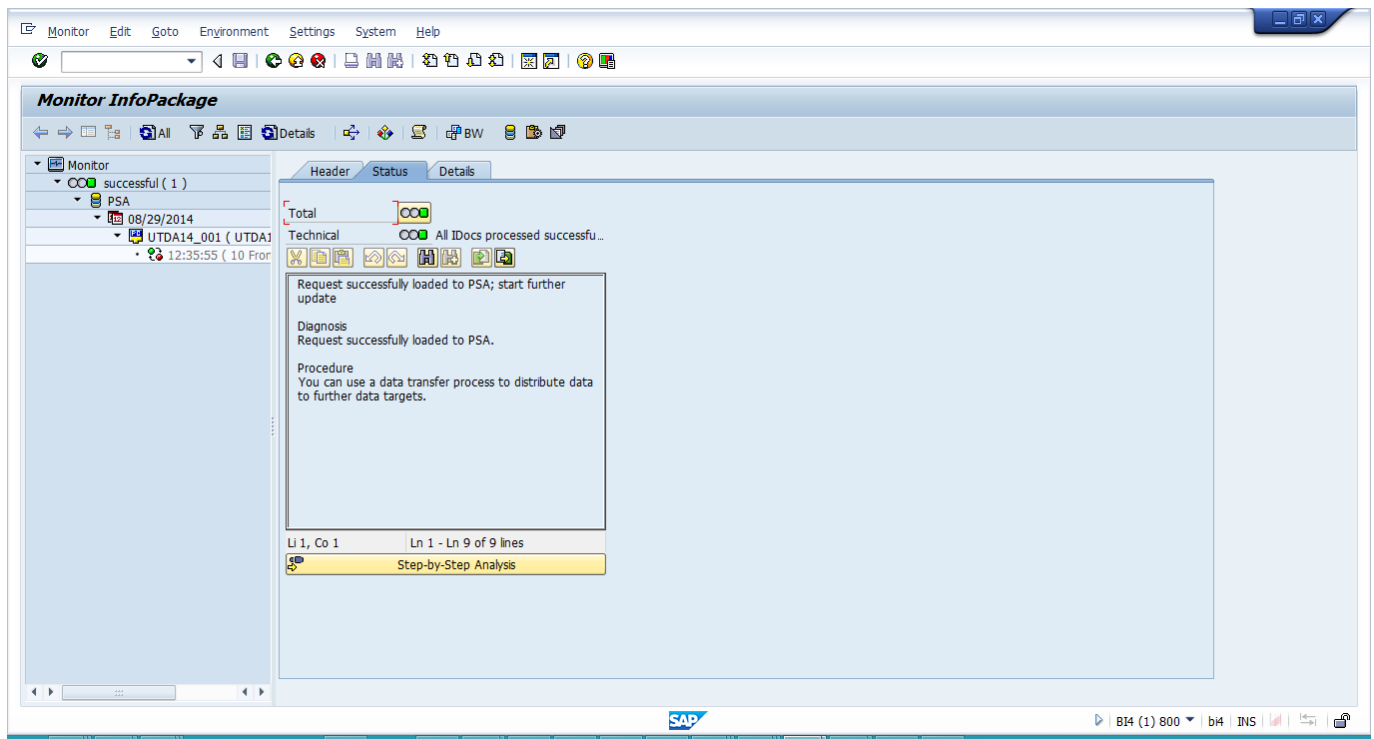 Monitor Edit Goto Environment Settings System Help
Monitor InfoPackage
All Details BW
Monitor
successful ( 1 )
PSA
08/29/2014
UTDA14_001 ( UTDA1
12:35:55 ( 10 Fror
Header Status Details
Total
Technical All IDocs processed successfu...
Request successfully loaded to PSA; start further
update
Diagnosis
Request successfully loaded to PSA.
Procedure
You can use a data transfer process to distribute data
to further data targets.
Li 1, Co 1 Ln 1 - Ln 9 of 9 lines
Step-by-Step Analysis
SAP
BI4 (1) 800 bi4 INS